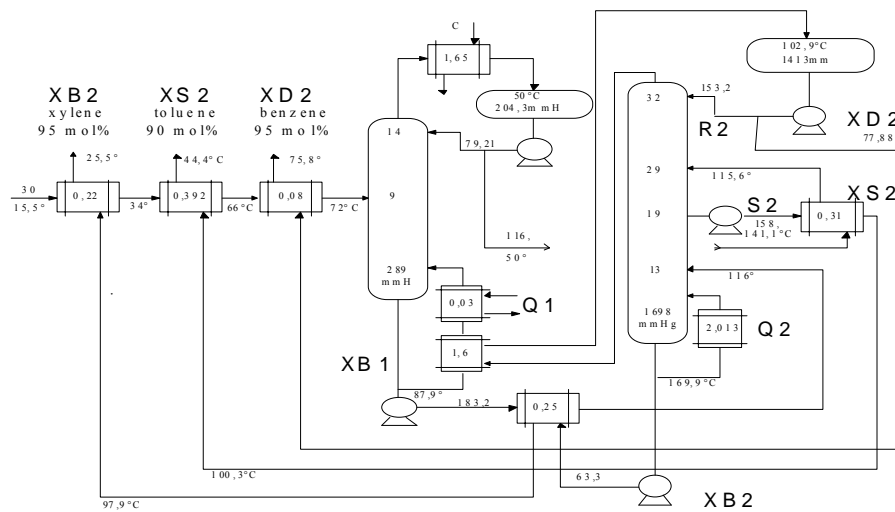 XB2
xylene
95 mol%
XS2
toluene
90 mol%
XD2
benzene
95 mol%
25,5°
44,4°C
75,8°
30
15,5°
0,22
34°
0,392
66°C
0,08
72°C
C
1,65
50°C
204,3mmH
14
9
289
mmH
79,21
116,
50°
0,03
Q1
1,6
XB1
87,9°
183,2
0,25
100,3°C
97,9°C
63,3
XB2
102,9°C
1413mm
32
153,2
R2
XD2
77,88
29
115,6°
XS2
19
S2
0,31
158,
141,1°C
13
116°
1698
mmHg
2,013
Q2
169,9°C